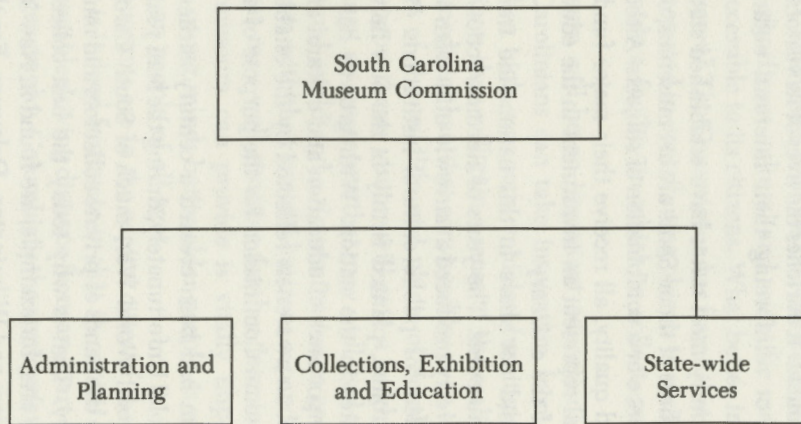 South Carolina
Museum Commission
Administration and
Planning
Collections, Exhibition
and Education
State-wide
Services